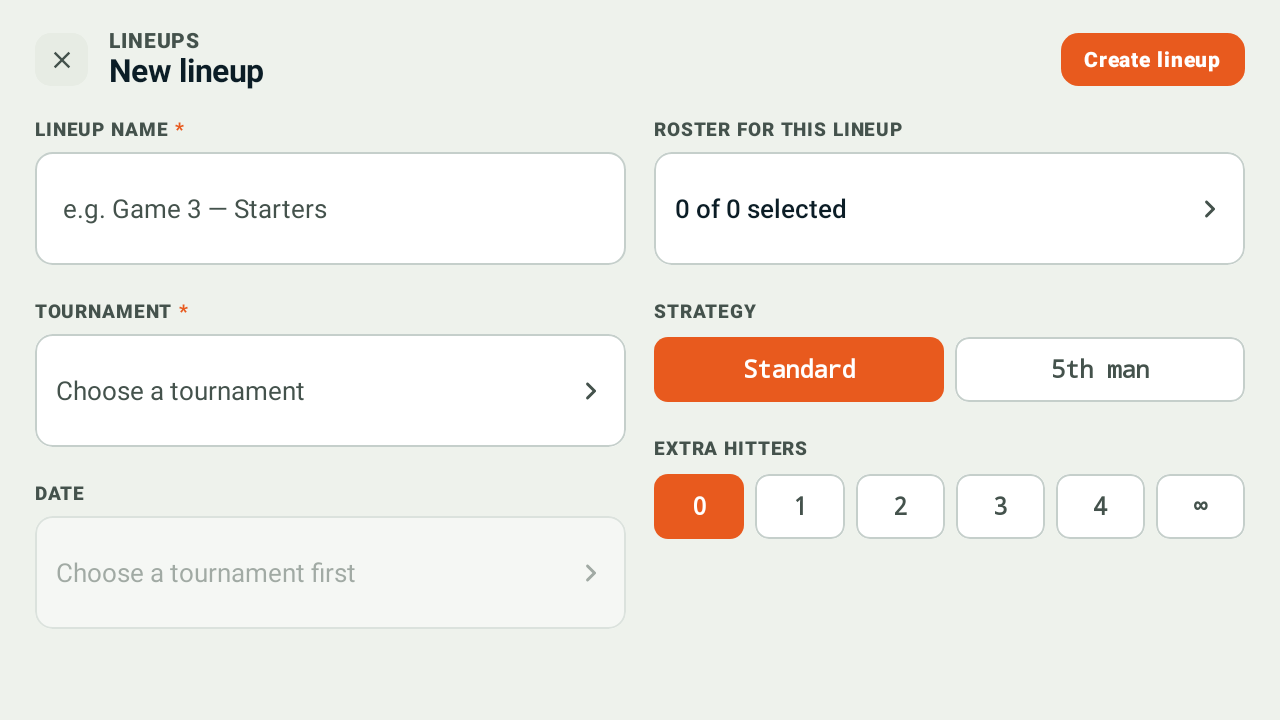 LINEUPS
New lineup
Create lineup
LINEUP NAME *
e.g. Game 3 — Starters
TOURNAMENT *
Choose a tournament
DATE
Choose a tournament first
ROSTER FOR THIS LINEUP
0 of 0 selected
STRATEGY
Standard
5th man
EXTRA HITTERS
0 1 2 3 4 ∞